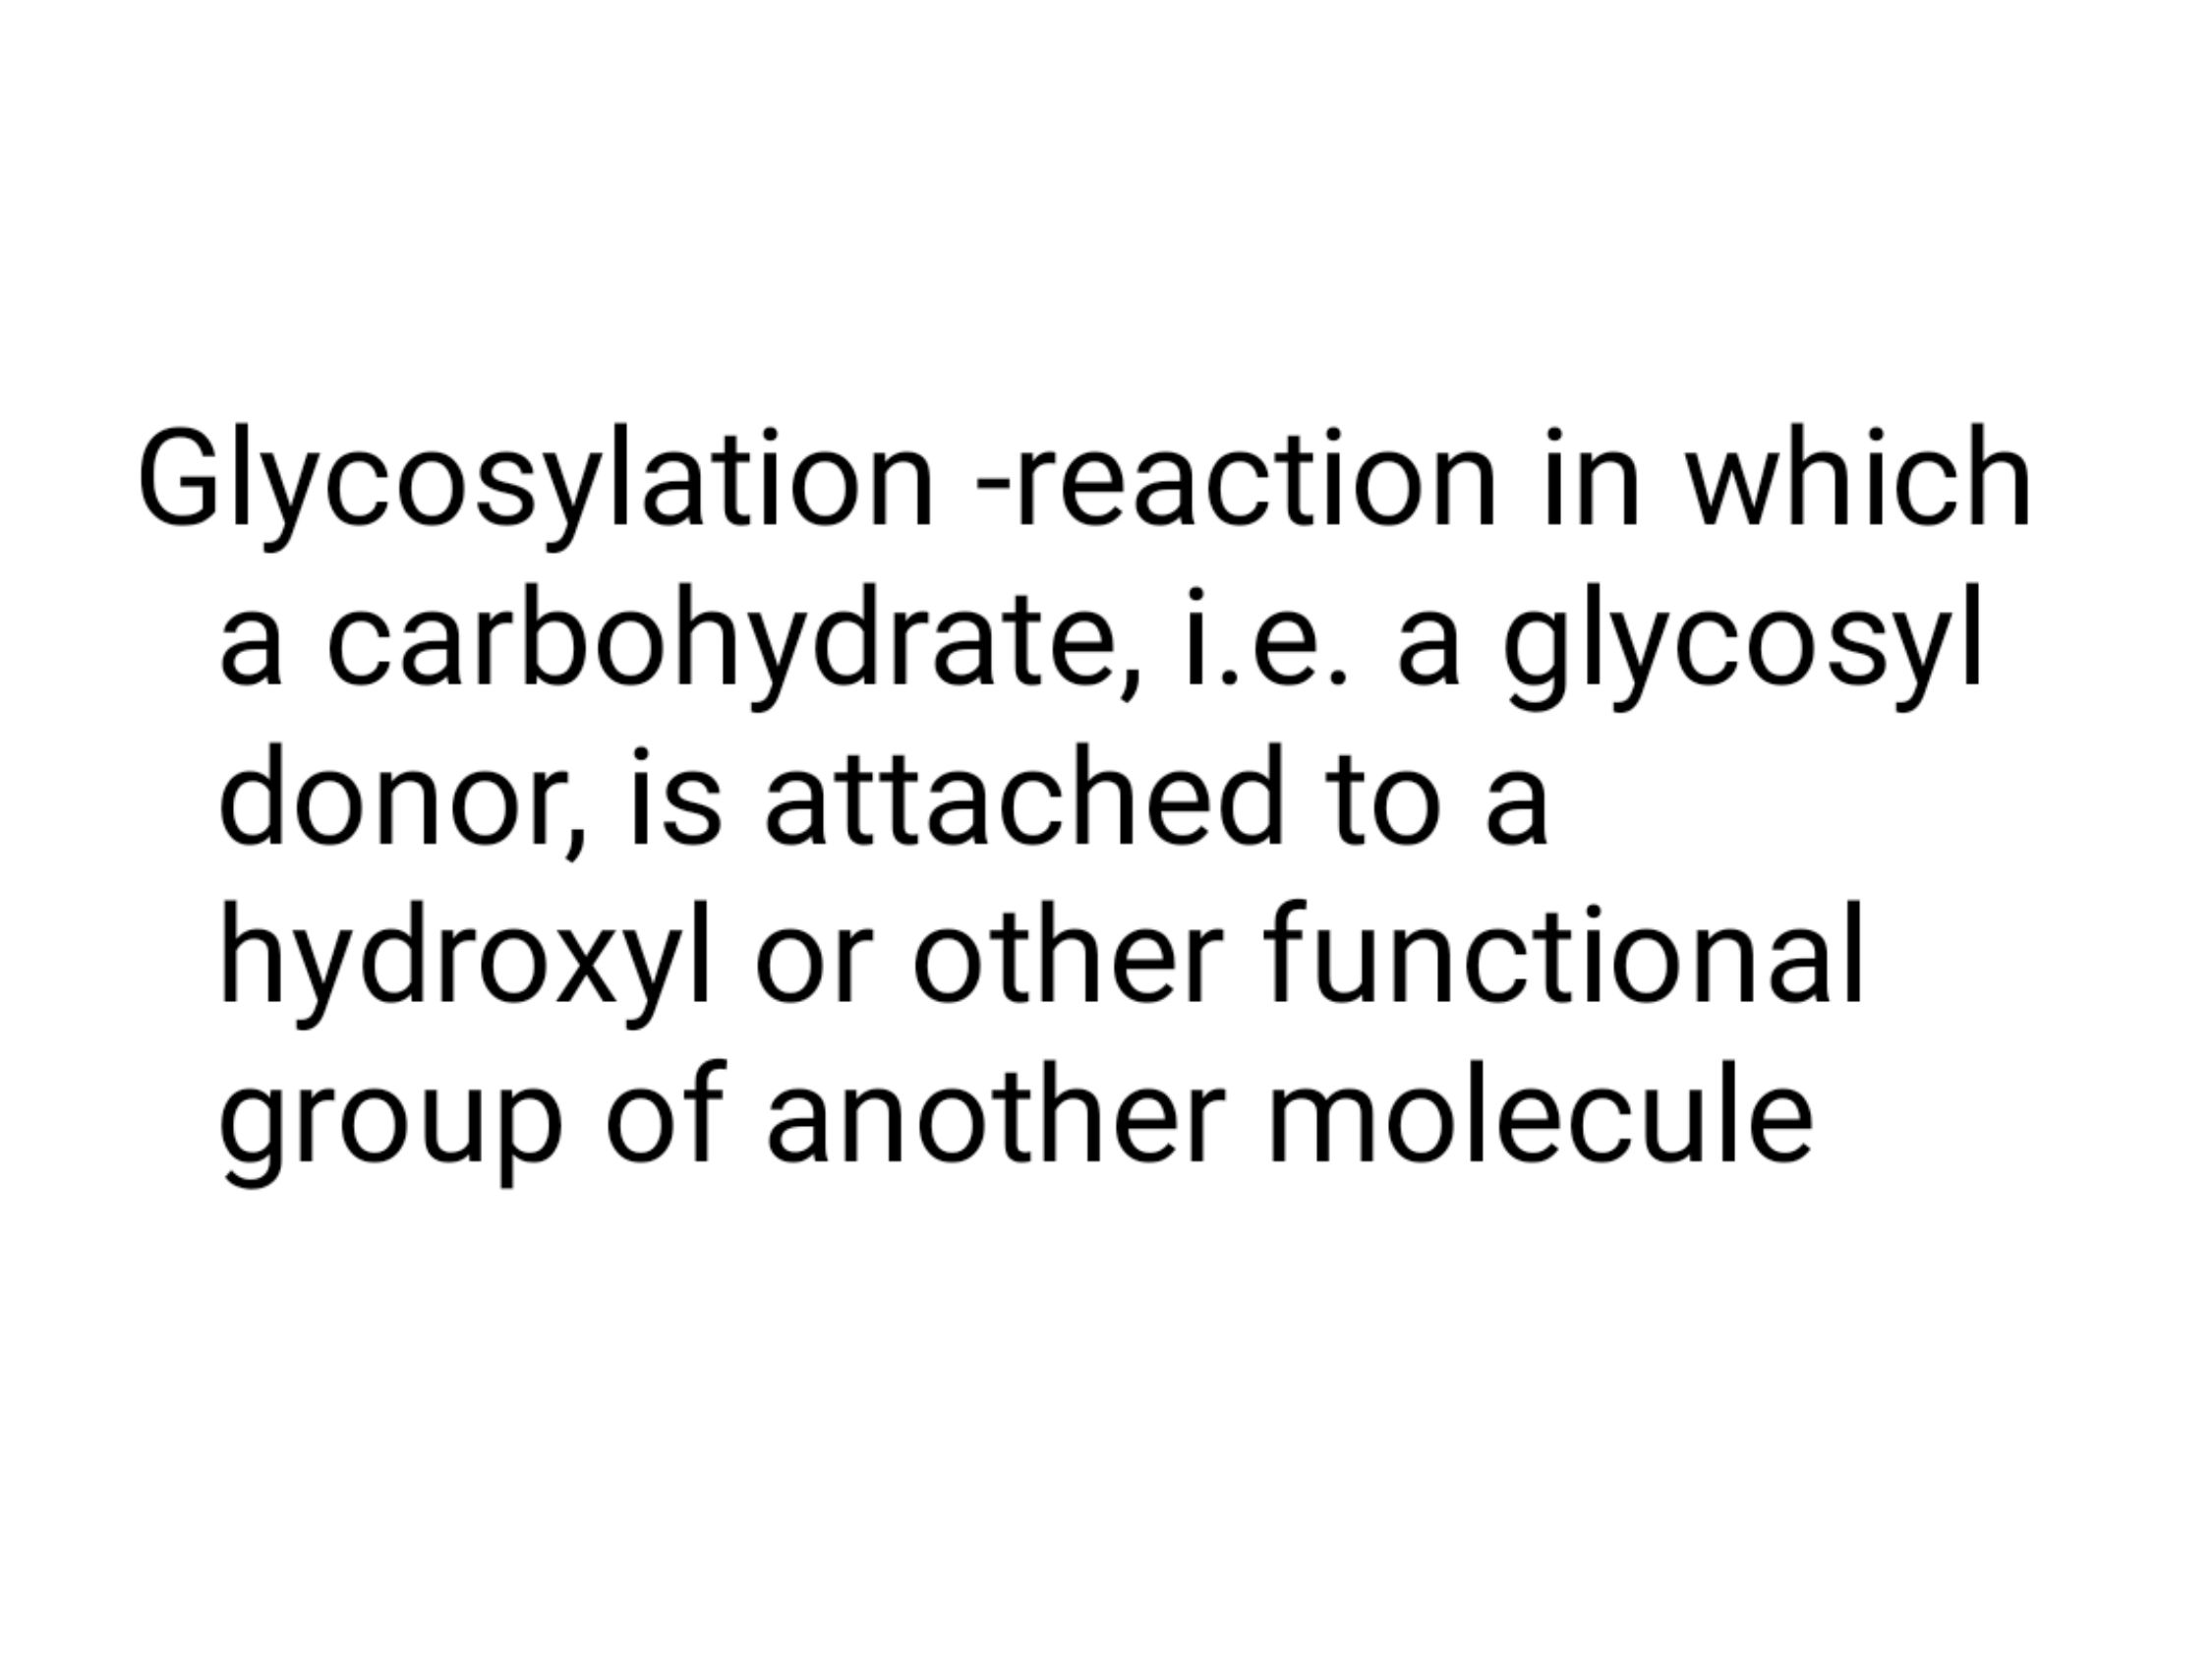 Glycosylation -reaction in which
a carbohydrate, i.e. a glycosyl
donor, is attached to a
hydroxyl or other functional
group of another molecule